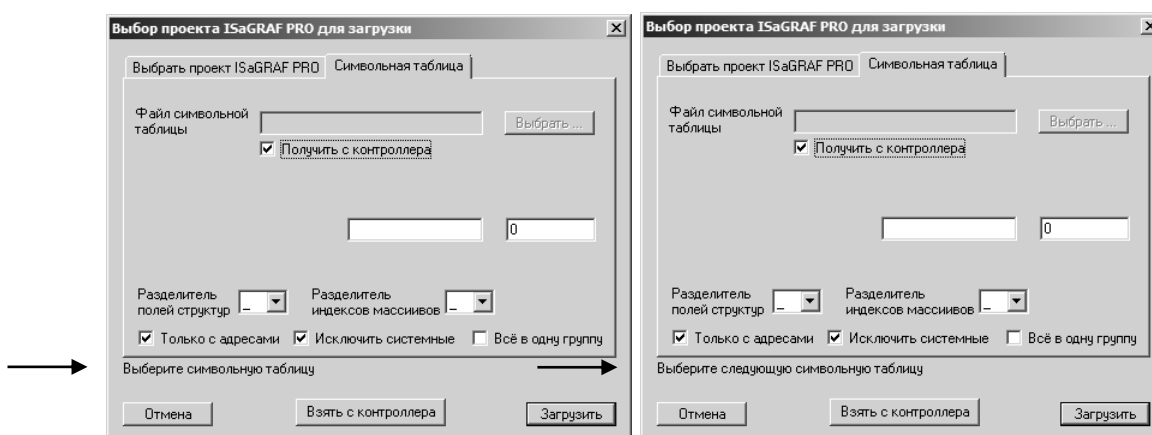 Выбор проекта ISaGRAF PRO для загрузки
Выбрать проект ISaGRAF PRO Символьная таблица
Файл символьной
таблицы
Выбрать ...
Получить с контроллера
0
Разделитель
полей структур _
Разделитель
индексов массиивов _
Только с адресами Исключить системные Всё в одну группу
Выберите символьную таблицу
Отмена Взять с контроллера Загрузить
Выбор проекта ISaGRAF PRO для загрузки
Выбрать проект ISaGRAF PRO Символьная таблица
Файл символьной
таблицы
Выбрать ...
Получить с контроллера
0
Разделитель
полей структур _
Разделитель
индексов массиивов _
Только с адресами Исключить системные Всё в одну группу
Выберите следующую символьную таблицу
Отмена Взять с контроллера Загрузить